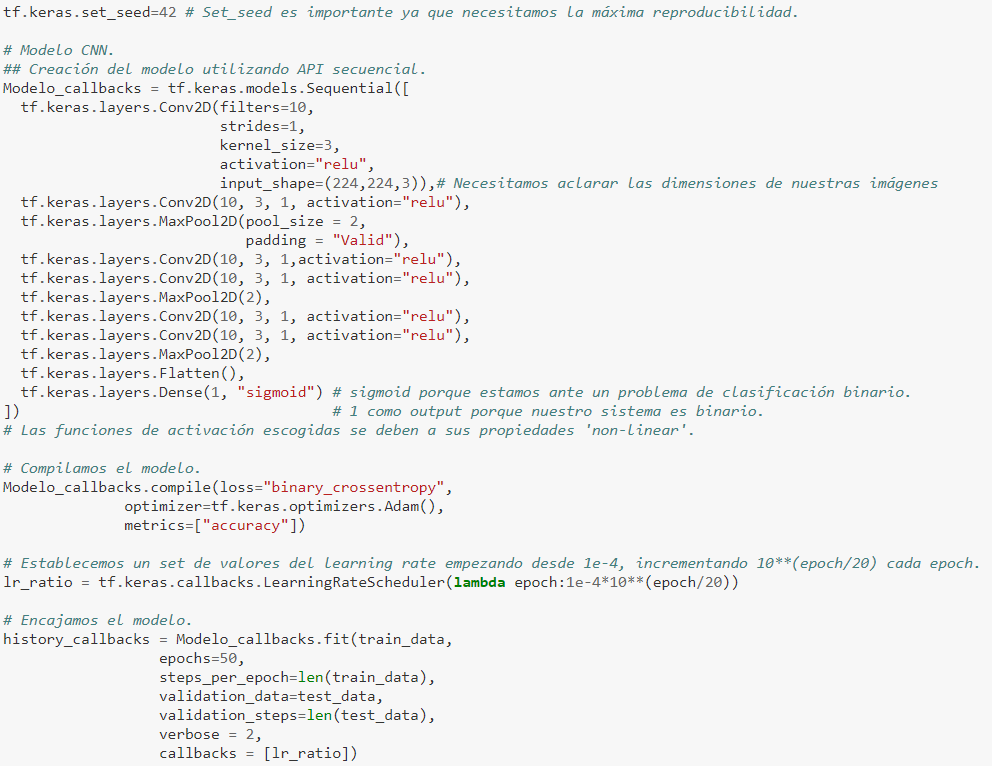 tf.keras.set_seed=42 # Set_seed es importante ya que necesitamos la máxima reproducibilidad.
# Modelo CNN.
## Creación del modelo utilizando API secuencial.
Modelo_callbacks = tf.keras.models.Sequential([
  tf.keras.layers.Conv2D(filters=10,
                         strides=1,
                         kernel_size=3,
                         activation="relu",
                         input_shape=(224,224,3)),# Necesitamos aclarar las dimensiones de nuestras imágenes
  tf.keras.layers.Conv2D(10, 3, 1, activation="relu"),
  tf.keras.layers.MaxPool2D(pool_size = 2,
                            padding = "Valid"),
  tf.keras.layers.Conv2D(10, 3, 1,activation="relu"),
  tf.keras.layers.Conv2D(10, 3, 1, activation="relu"),
  tf.keras.layers.MaxPool2D(2),
  tf.keras.layers.Conv2D(10, 3, 1, activation="relu"),
  tf.keras.layers.Conv2D(10, 3, 1, activation="relu"),
  tf.keras.layers.MaxPool2D(2),
  tf.keras.layers.Flatten(),
  tf.keras.layers.Dense(1, "sigmoid") # sigmoid porque estamos ante un problema de clasificación binario.
])                                    # 1 como output porque nuestro sistema es binario.
# Las funciones de activación escogidas se deben a sus propiedades 'non-linear'.
# Compilamos el modelo.
Modelo_callbacks.compile(loss="binary_crossentropy",
              optimizer=tf.keras.optimizers.Adam(),
              metrics=["accuracy"])
# Establecemos un set de valores del learning rate empezando desde 1e-4, incrementando 10**(epoch/20) cada epoch.
lr_ratio = tf.keras.callbacks.LearningRateScheduler(lambda epoch:1e-4*10**(epoch/20))
# Encajamos el modelo.
history_callbacks = Modelo_callbacks.fit(train_data,
                  epochs=50,
                  steps_per_epoch=len(train_data),
                  validation_data=test_data,
                  validation_steps=len(test_data),
                  verbose = 2,
                  callbacks = [lr_ratio])